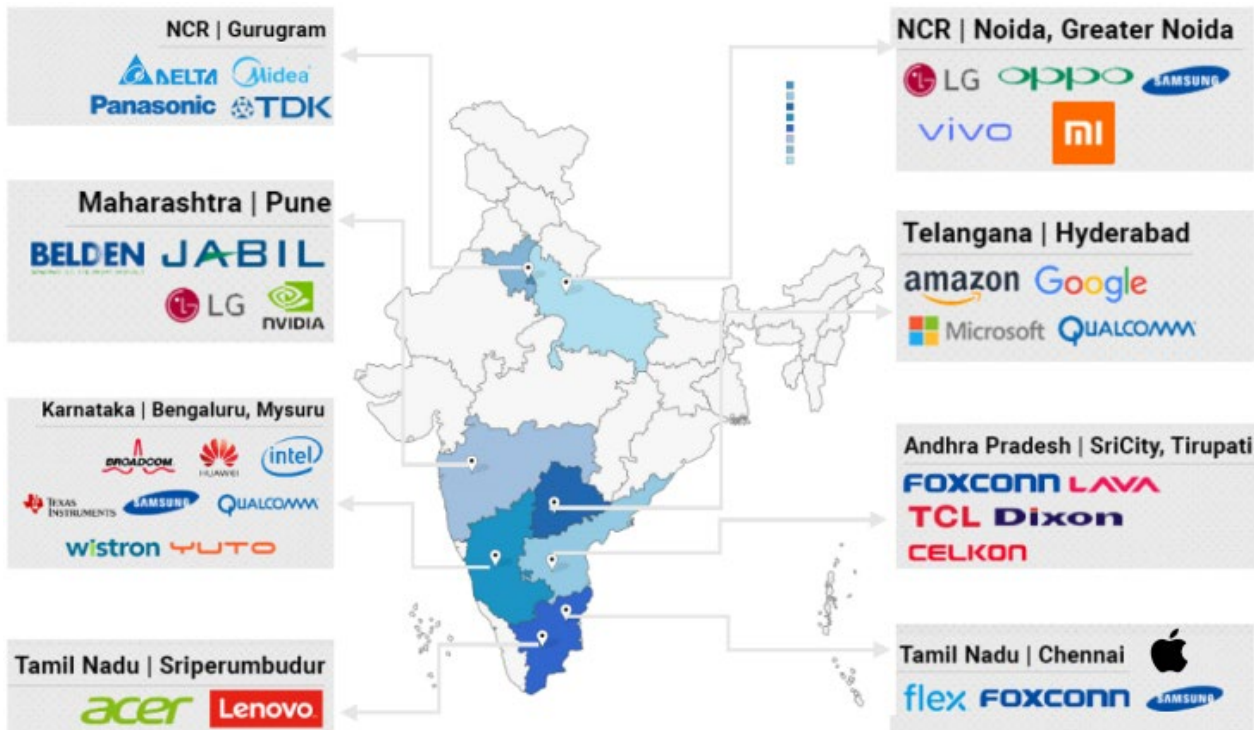 NCR | Gurugram
DELTA Midea
Panasonic TDK
Maharashtra | Pune
BELDEN JABIL
LG NVIDIA
Karnataka | Bengaluru, Mysuru
BROADCOM HUAWEI intel
TEXAS INSTRUMENTS SAMSUNG QUALCOMM
wistron YUTO
Tamil Nadu | Sriperumbudur
acer Lenovo
NCR | Noida, Greater Noida
LG oppo SAMSUNG
vivo mi
Telangana | Hyderabad
amazon Google
Microsoft QUALCOMM
Andhra Pradesh | SriCity, Tirupati
FOXCONN LAVA
TCL Dixon
CELKON
Tamil Nadu | Chennai
flex FOXCONN SAMSUNG